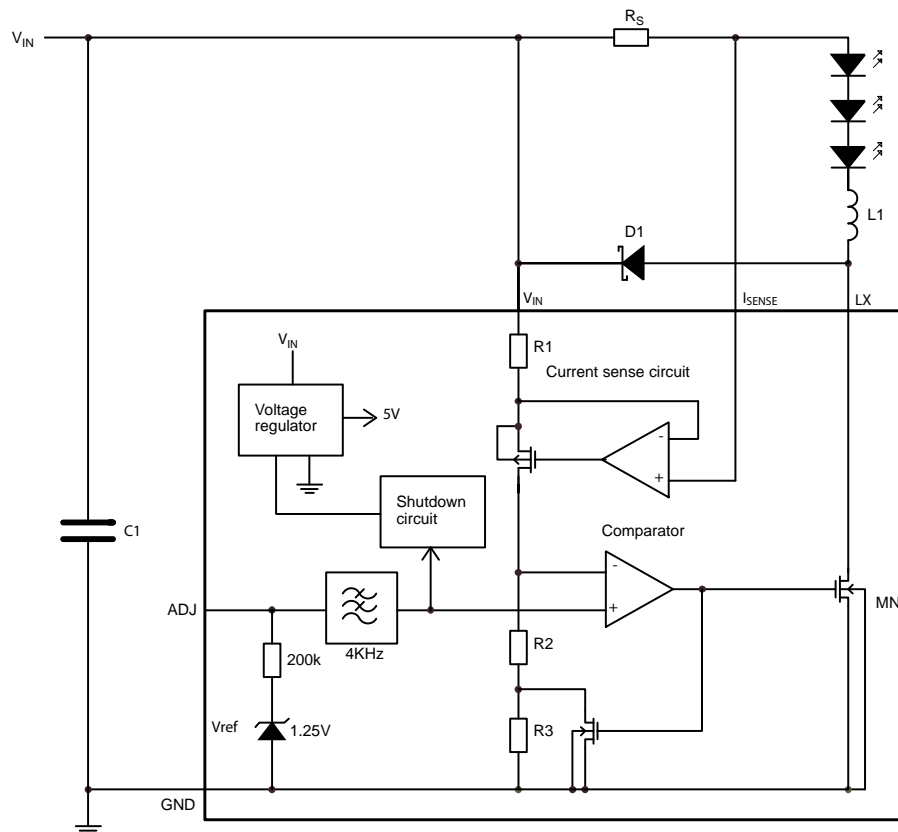 R_S
V_IN
L1
D1
V_IN
I_SENSE
LX
R1
V_IN
Current sense circuit
Voltage
regulator
5V
-
+
Shutdown
circuit
Comparator
C1
-
ADJ
+
MN
4KHz
200k
R2
Vref
1.25V
R3
GND